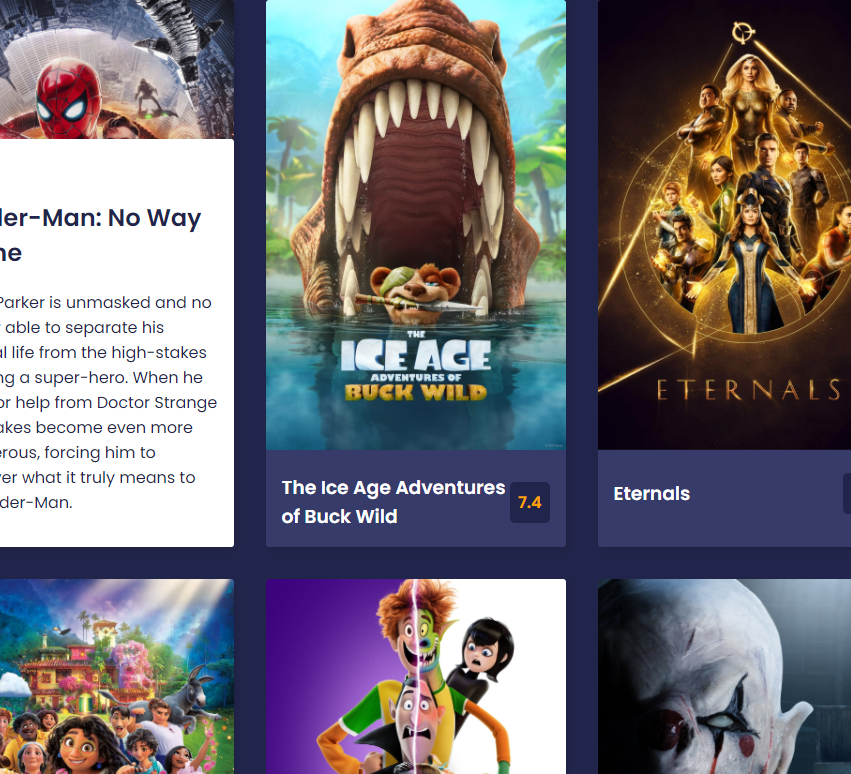 der-Man: No Way
me
Parker is unmasked and no
able to separate his
al life from the high-stakes
ng a super-hero. When he
or help from Doctor Strange
akes become even more
erous, forcing him to
ver what it truly means to
der-Man.
THE
ICE AGE
ADVENTURES OF
BUCK WILD
The Ice Age Adventures
of Buck Wild
7.4
ETERNALS
Eternals